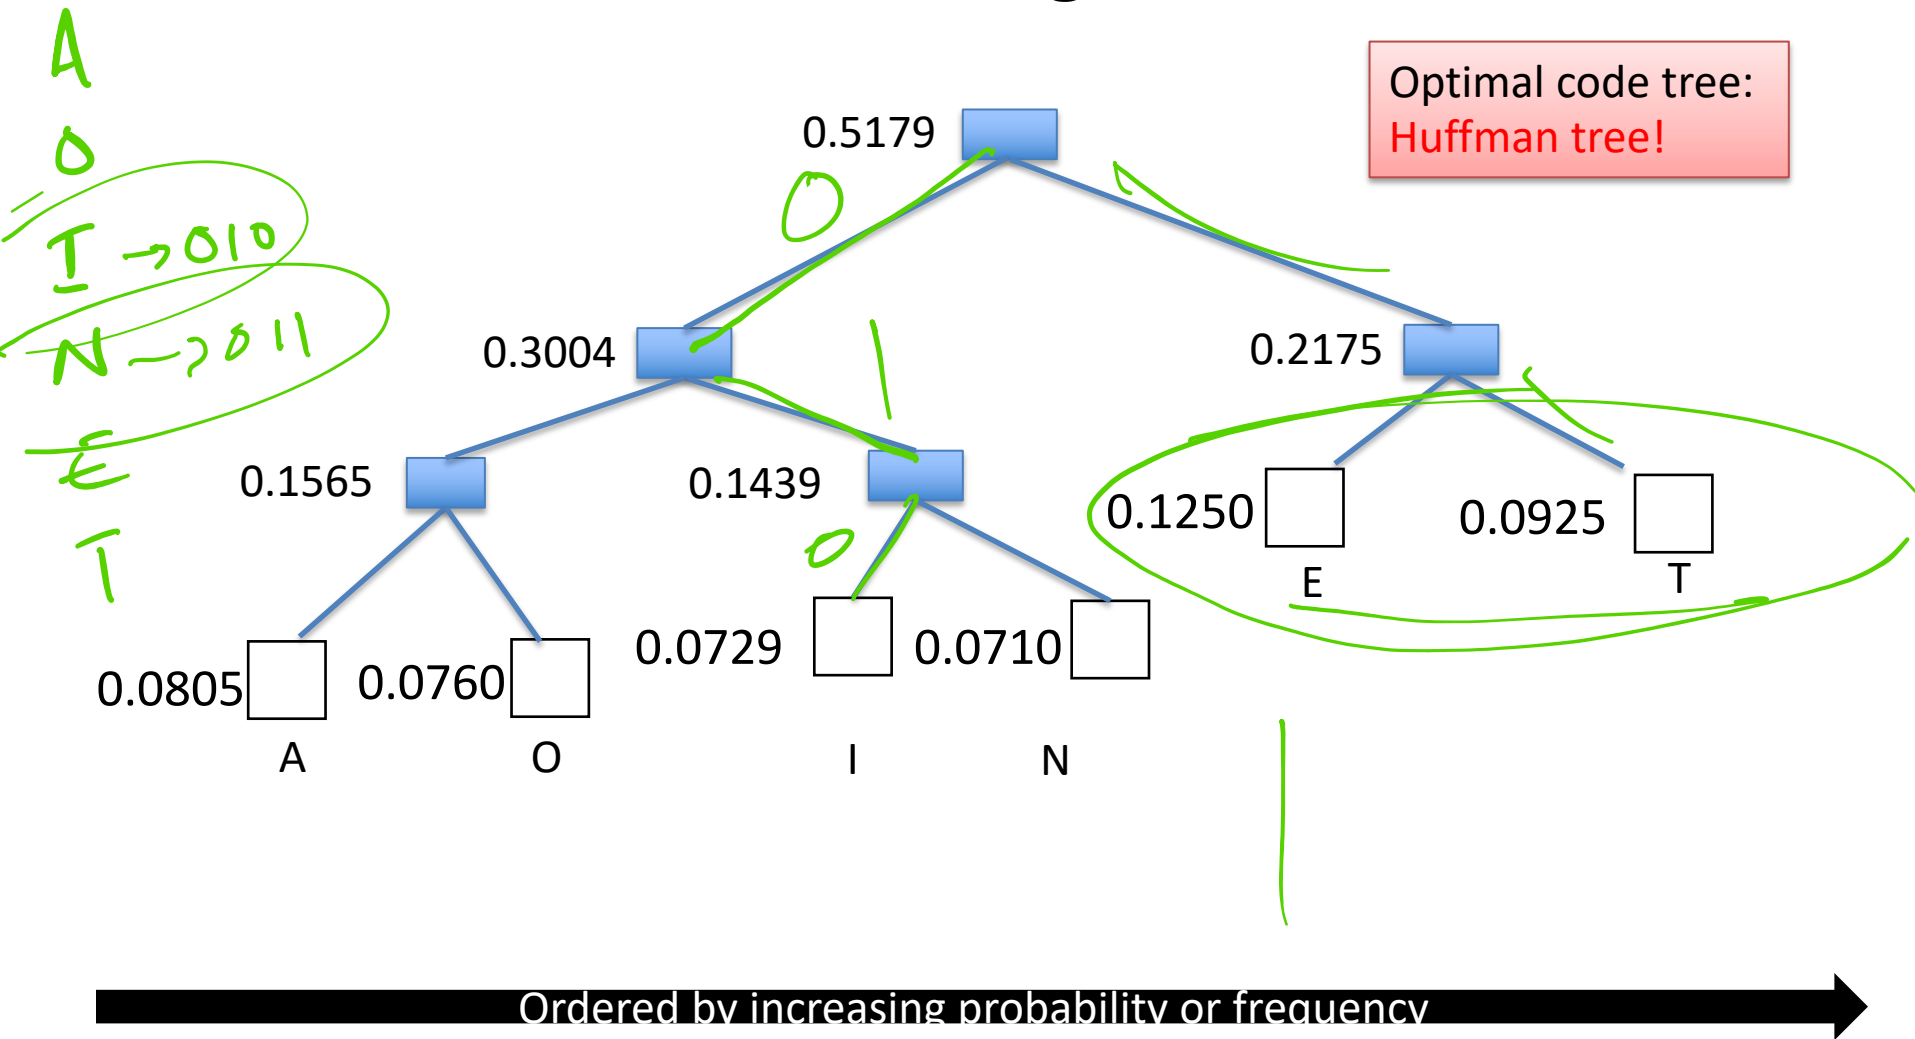 A
O
I → 010
N → 011
E
T
Optimal code tree:
Huffman tree!
0.5179
0
0.3004
1
0.2175
0.1565
0.1439
0
0.1250
E
0.0925
T
0.0805
A
0.0760
O
0.0729
I
0.0710
N
Ordered by increasing probability or frequency